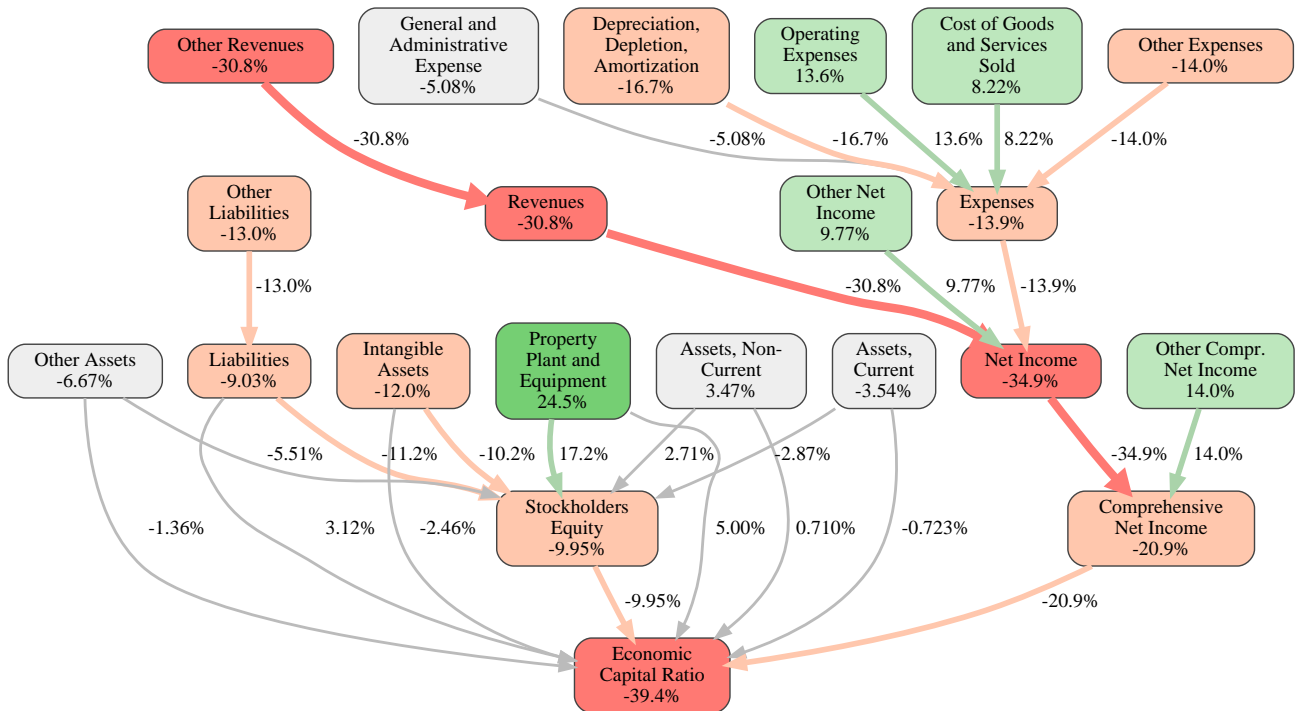 Other Revenues
-30.8%
General and
Administrative
Expense
-5.08%
Depreciation,
Depletion,
Amortization
-16.7%
Operating
Expenses
13.6%
Cost of Goods
and Services
Sold
8.22%
Other Expenses
-14.0%
-30.8%
-5.08%
-16.7%
13.6%
8.22%
-14.0%
Other
Liabilities
-13.0%
Revenues
-30.8%
Other Net
Income
9.77%
Expenses
-13.9%
-13.0%
-30.8%
9.77%
-13.9%
Other Assets
-6.67%
Liabilities
-9.03%
Intangible
Assets
-12.0%
Property
Plant and
Equipment
24.5%
Assets, Non-
Current
3.47%
Assets,
Current
-3.54%
Net Income
-34.9%
Other Compr.
Net Income
14.0%
-5.51%
-11.2%
-10.2%
17.2%
2.71%
-2.87%
-34.9%
14.0%
-1.36%
3.12%
-2.46%
Stockholders
Equity
-9.95%
5.00%
0.710%
-0.723%
Comprehensive
Net Income
-20.9%
-9.95%
-20.9%
Economic
Capital Ratio
-39.4%